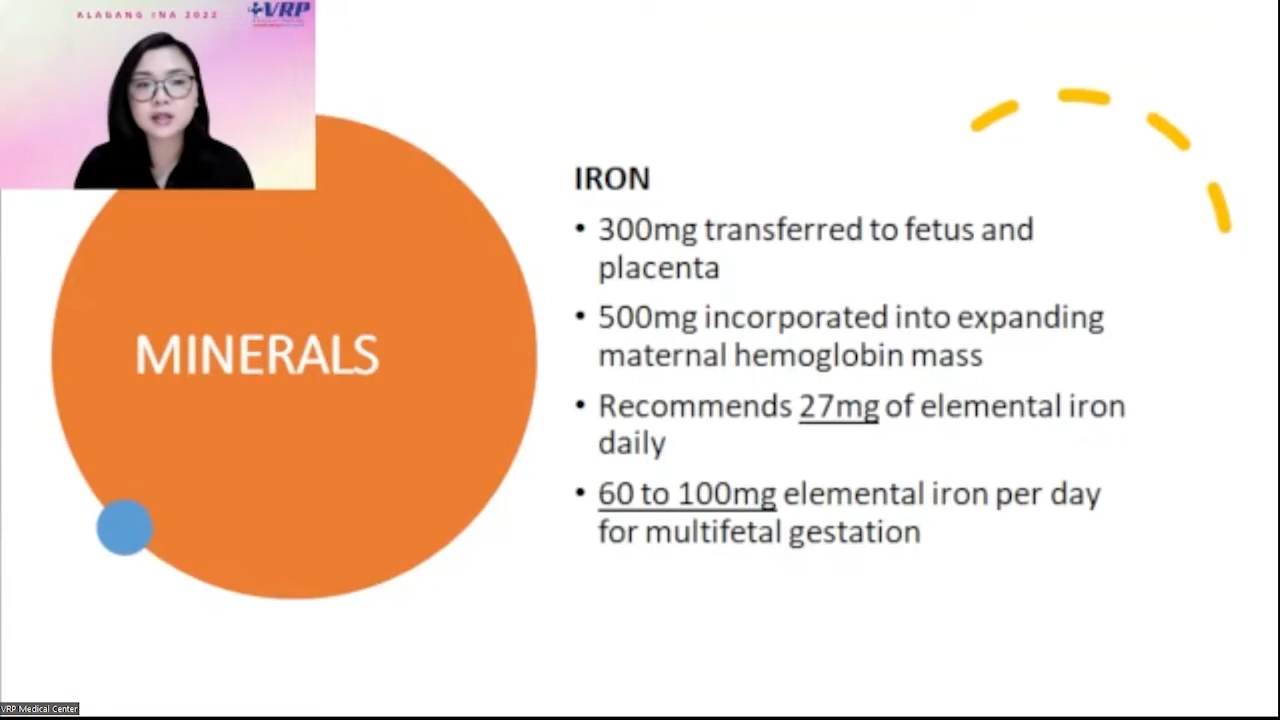 ALAGANG INA 2022
VRP
MINERALS
IRON
• 300mg transferred to fetus and
placenta
• 500mg incorporated into expanding
maternal hemoglobin mass
• Recommends 27mg of elemental iron
daily
• 60 to 100mg elemental iron per day
for multifetal gestation
VRP Medical Center